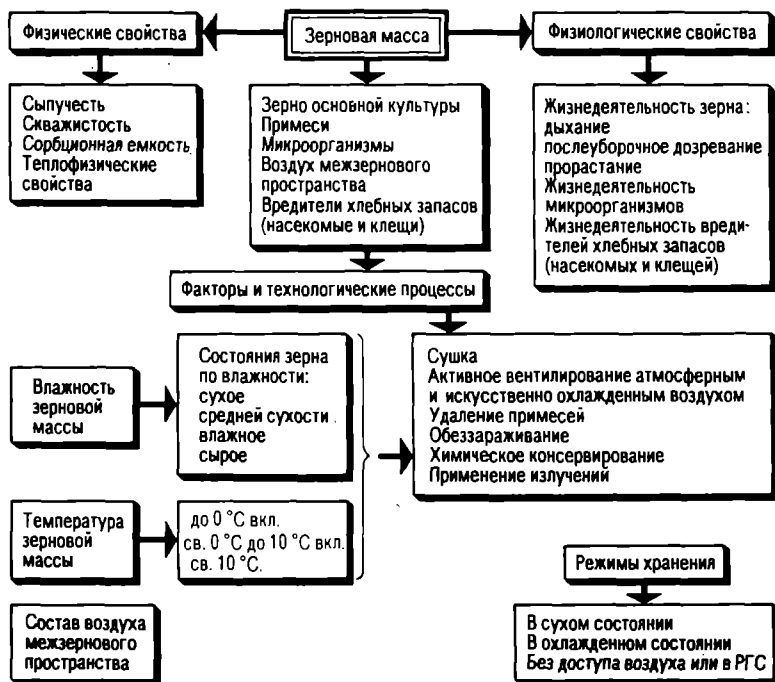 Физические свойства
Зерновая масса
Физиологические свойства
Сыпучесть
Скважистость
Сорбционная емкость
Теплофизические
свойства
Зерно основной культуры
Примеси
Микроорганизмы
Воздух межзернового
пространства
Вредители хлебных запасов
(насекомые и клещи)
Жизнедеятельность зерна:
дыхание
послеуборочное дозревание
прорастание
Жизнедеятельность
микроорганизмов
Жизнедеятельность вреди-
телей хлебных запасов
(насекомых и клещей)
Факторы и технологические процессы
Влажность
зерновой
массы
Состояния зерна
по влажности:
сухое
средней сухости
влажное
сырое
Сушка
Активное вентилирование атмосферным
и искусственно охлажденным воздухом
Удаление примесей
Обеззараживание
Химическое консервирование
Применение излучений
Температура
зерновой
массы
до 0 °С вкл.
св. 0 °С до 10 °С вкл.
св. 10 °С.
Режимы хранения
Состав воздуха
межзернового
пространства
В сухом состоянии
В охлажденном состоянии
Без доступа воздуха или в РГС